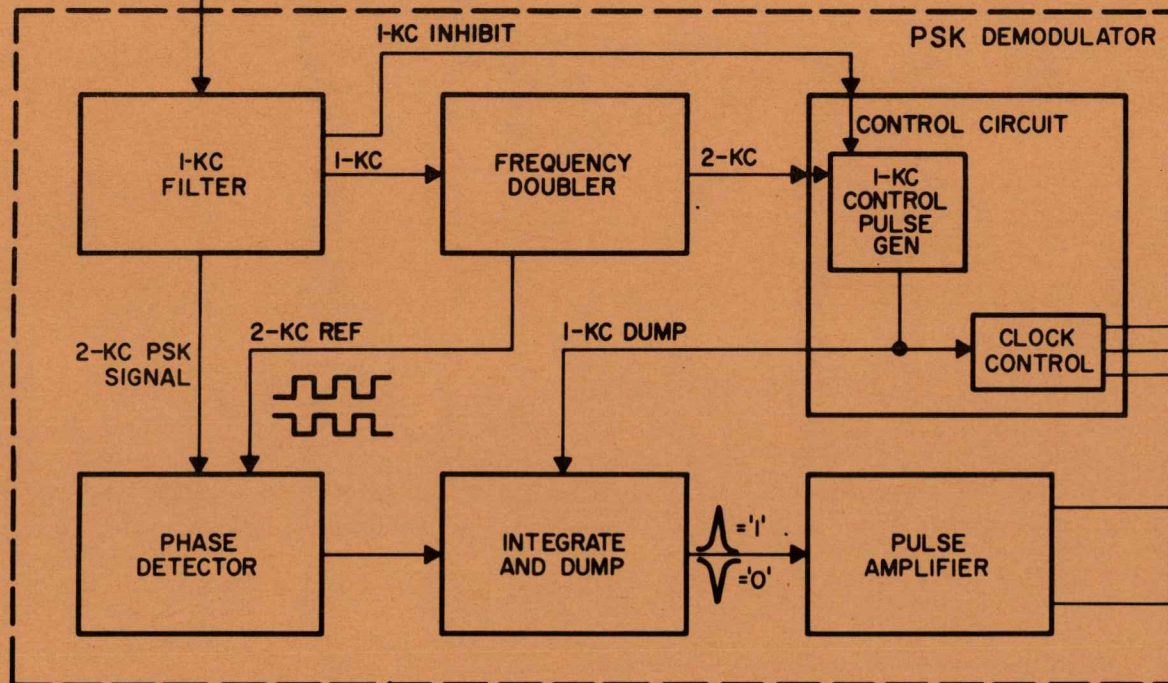 1-KC INHIBIT
PSK DEMODULATOR
1-KC
FILTER
1-KC
FREQUENCY
DOUBLER
2-KC
CONTROL CIRCUIT
1-KC
CONTROL
PULSE
GEN
2-KC PSK
SIGNAL
2-KC REF
1-KC DUMP
CLOCK
CONTROL
PHASE
DETECTOR
INTEGRATE
AND DUMP
='1'
='0'
PULSE
AMPLIFIER